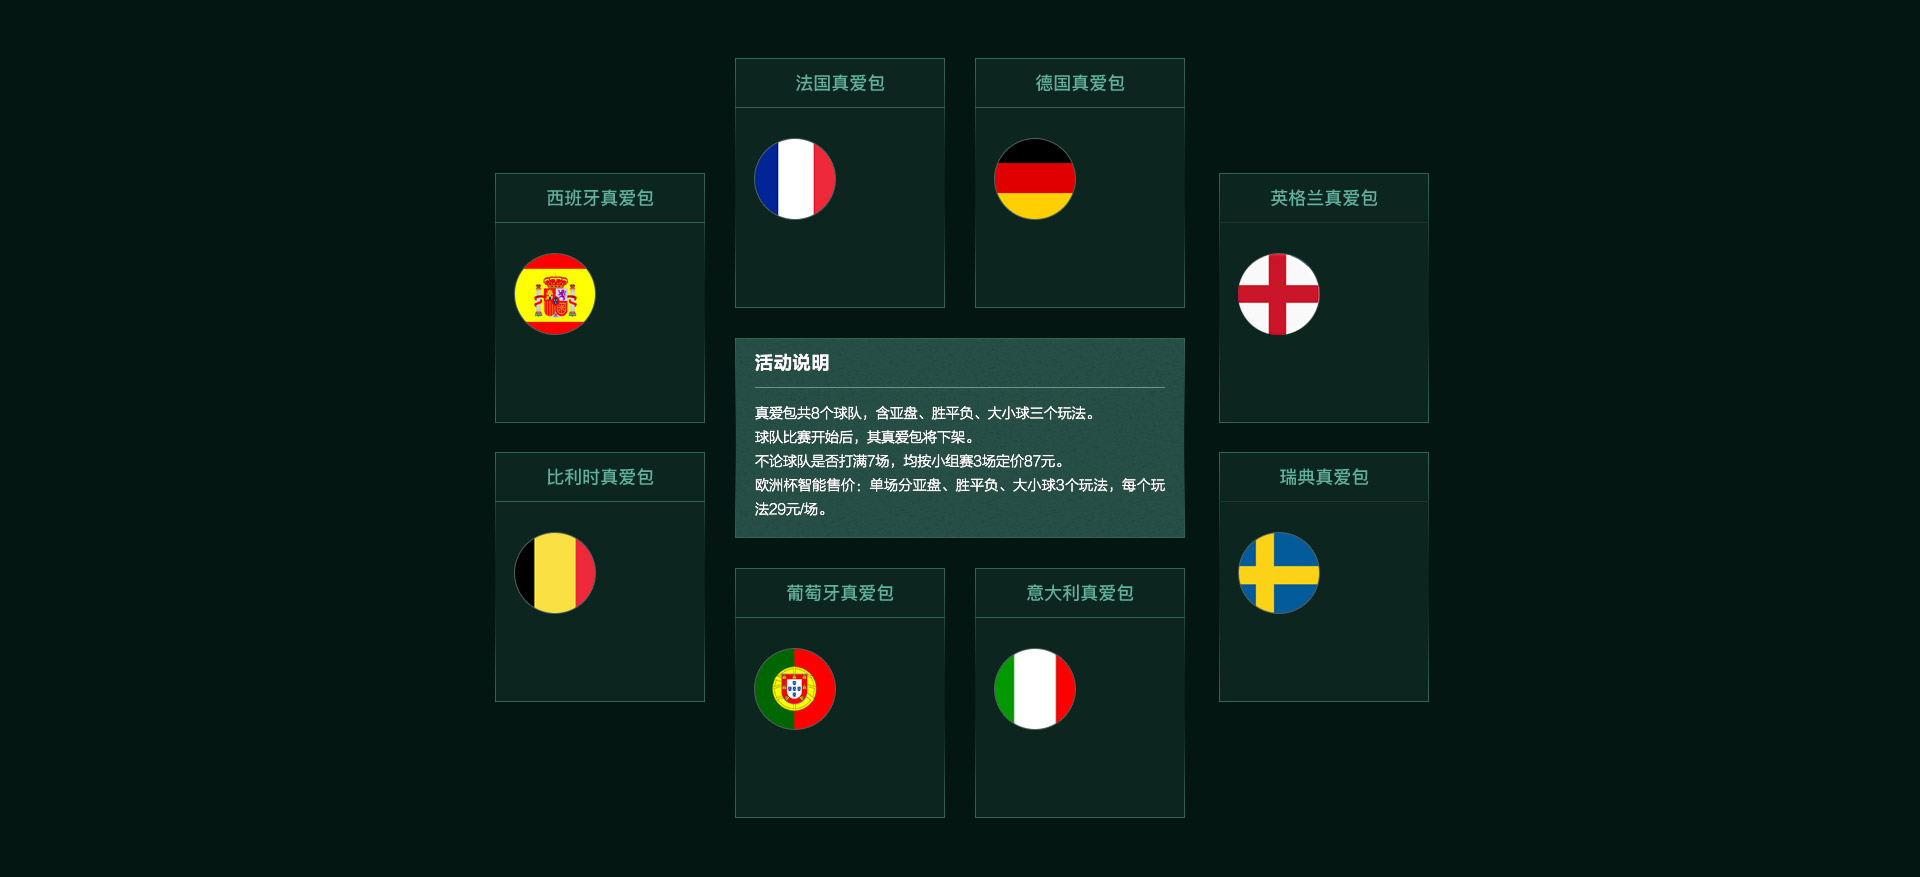 法国真爱包
德国真爱包
西班牙真爱包
英格兰真爱包
活动说明
真爱包共8个球队，含亚盘、胜平负、大小球三个玩法。
球队比赛开始后，其真爱包将下架。
不论球队是否打满7场，均按小组赛3场定价87元。
欧洲杯智能售价：单场分亚盘、胜平负、大小球3个玩法，每个玩
法29元/场。
比利时真爱包
瑞典真爱包
葡萄牙真爱包
意大利真爱包